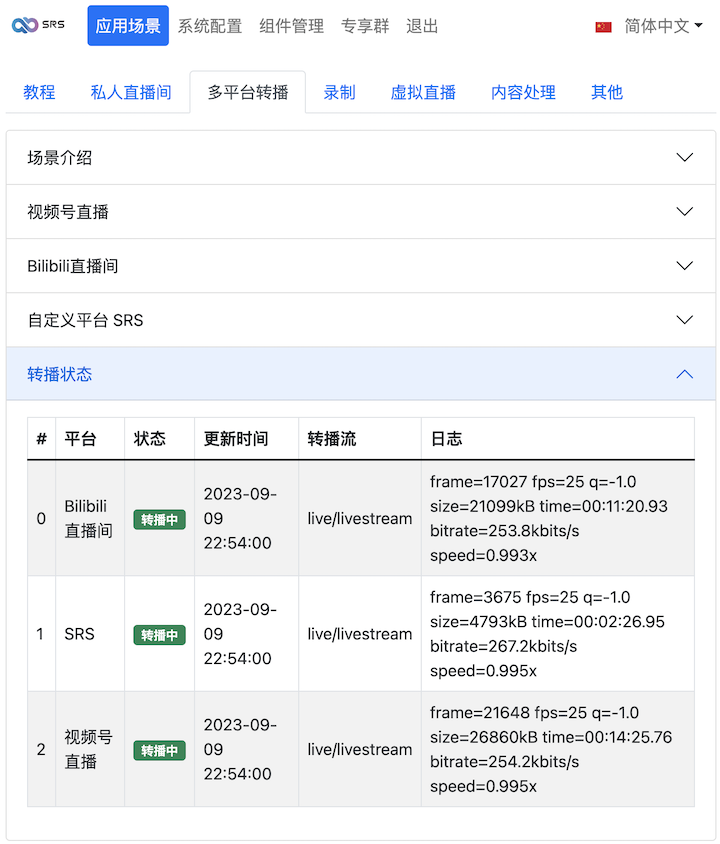 SRS 应用场景 系统配置 组件管理 专享群 退出 简体中文
教程 私人直播间 多平台转播 录制 虚拟直播 内容处理 其他
场景介绍
视频号直播
Bilibili直播间
自定义平台 SRS
转播状态
# 平台 状态 更新时间 转播流 日志
0 Bilibili直播间 转播中 2023-09-09 22:54:00 live/livestream frame=17027 fps=25 q=-1.0
size=21099kB time=00:11:20.93
bitrate=253.8kbits/s
speed=0.993x
1 SRS 转播中 2023-09-09 22:54:00 live/livestream frame=3675 fps=25 q=-1.0
size=4793kB time=00:02:26.95
bitrate=267.2kbits/s
speed=0.995x
2 视频号直播 转播中 2023-09-09 22:54:00 live/livestream frame=21648 fps=25 q=-1.0
size=26860kB time=00:14:25.76
bitrate=254.2kbits/s
speed=0.995x